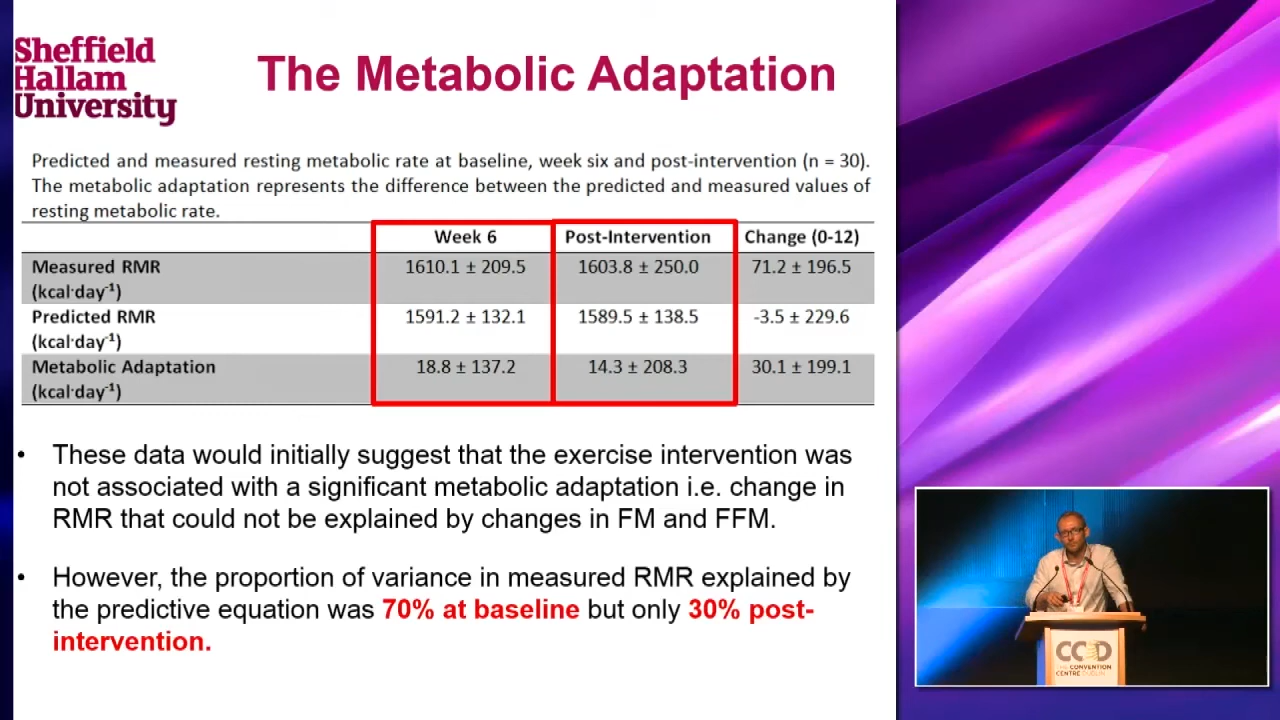 Sheffield
Hallam
University
The Metabolic Adaptation
Predicted and measured resting metabolic rate at baseline, week six and post-intervention (n = 30).
The metabolic adaptation represents the difference between the predicted and measured values of
resting metabolic rate.
Week 6 Post-Intervention Change (0-12)
Measured RMR 1610.1 ± 209.5 1603.8 ± 250.0 71.2 ± 196.5
(kcal·day⁻¹)
Predicted RMR 1591.2 ± 132.1 1589.5 ± 138.5 -3.5 ± 229.6
(kcal·day⁻¹)
Metabolic Adaptation 18.8 ± 137.2 14.3 ± 208.3 30.1 ± 199.1
(kcal·day⁻¹)
• These data would initially suggest that the exercise intervention was
not associated with a significant metabolic adaptation i.e. change in
RMR that could not be explained by changes in FM and FFM.
• However, the proportion of variance in measured RMR explained by
the predictive equation was 70% at baseline but only 30% post-
intervention.
CCD
THE CONVENTION
CENTRE DUBLIN